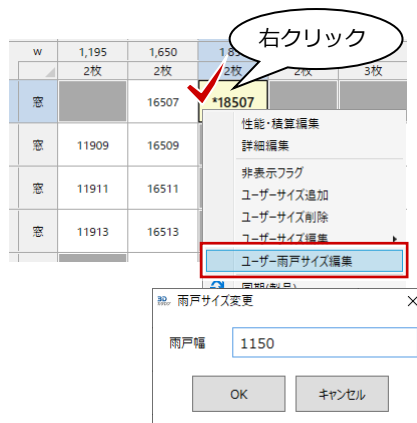 右クリック
W 1,195 1,650
2枚 2枚 2枚 2枚 3枚
窓 16507 *18507
窓 11909 16509
窓 11911 16511
窓 11913 16513
性能・積算編集
詳細編集
非表示フラグ
ユーザーサイズ追加
ユーザーサイズ削除
ユーザーサイズ編集
ユーザー雨戸サイズ編集
雨戸サイズ変更
雨戸幅 1150
OK キャンセル